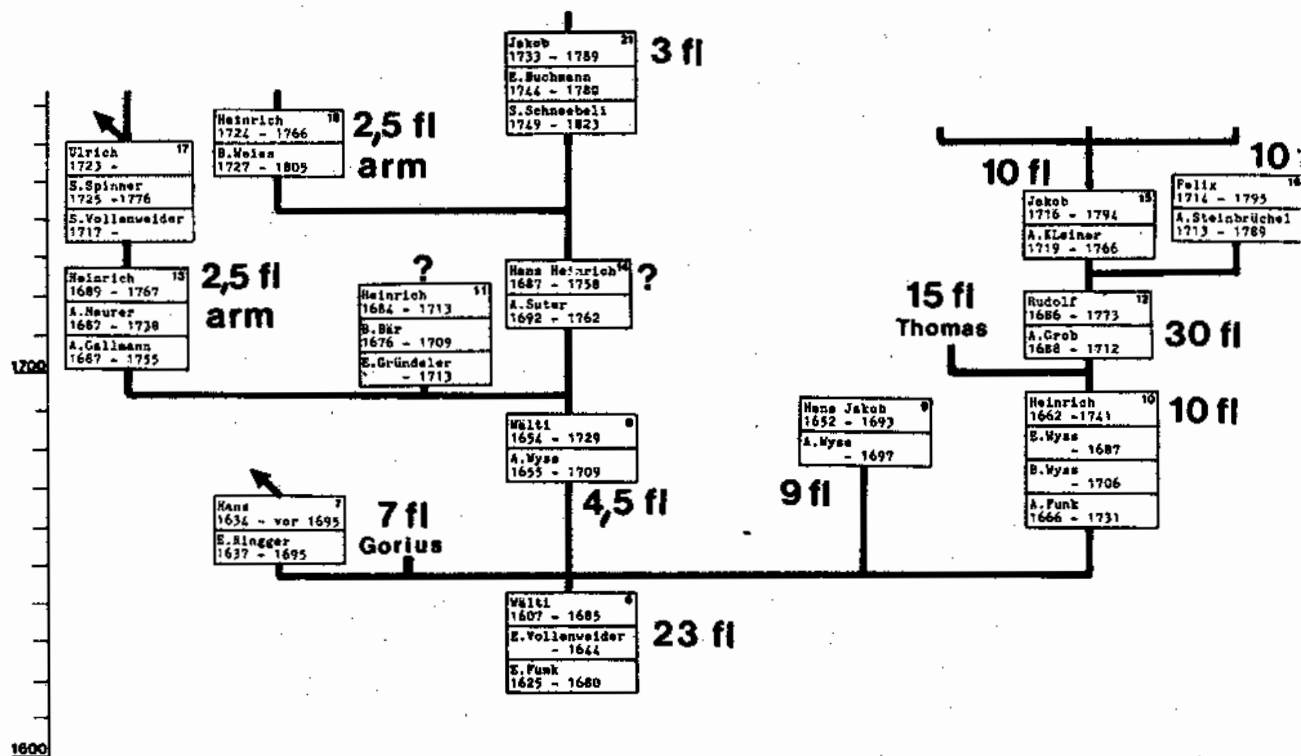 Jakob 21
1733 - 1789
E.Buchmann
1744 - 1780
S.Schneebeli
1749 - 1823
3 fl
Heinrich 18
1724 - 1766
B.Weiss
1727 - 1805
2,5 fl
arm
Ulrich 17
1723 -
S.Spinner
1725 -1776
S.Vollenweider
1717 -
10 fl
10
Jakob 15
1716 - 1794
A.KLeiner
1719 - 1766
Felix 16
1714 - 1795
A.Steinbrüchel
1713 - 1789
Heinrich 13
1689 - 1767
A.Meurer
1687 - 1738
A.Gallmann
1687 - 1755
2,5 fl
arm
?
Heinrich 11
1684 - 1713
B.Bär
1676 - 1709
E.Gründeler
- 1713
Hans Heinrich 14
1687 - 1758
A.Suter
1692 - 1762
?
15 fl
Thomas
Rudolf 12
1686 - 1773
A.Grob
1688 - 1712
30 fl
1700
Wälti 8
1654 - 1729
A.Wyss
1655 - 1709
4,5 fl
Hans Jakob 9
1652 - 1693
A.Wyss
- 1697
9 fl
Heinrich 10
1662 -1741
E.Wyss
- 1687
B.Wyss
- 1706
A.Funk
1666 - 1731
10 fl
Hans 7
1634 - vor 1695
E.Ringger
1637 - 1695
7 fl
Gorius
Wälti 6
1607 - 1685
E.Vollenweider
- 1644
E.Funk
1625 - 1680
23 fl
1600